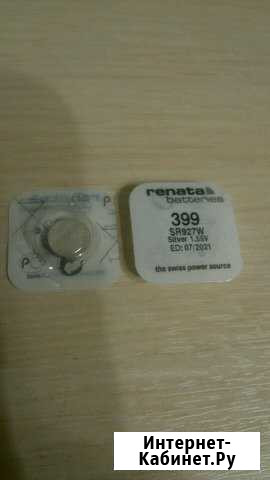 renata
batteries
399
SR927W
Silver 1.55V
ED: 07/2021
the swiss power source
Интернет-
Кабинет.Ру